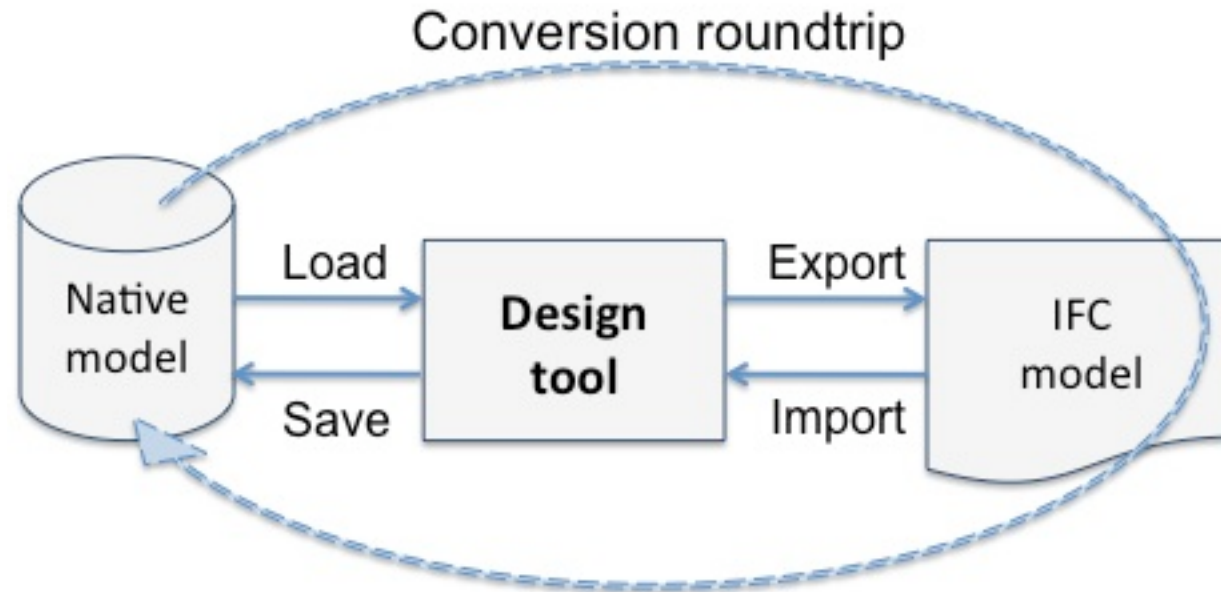 Conversion roundtrip
Native
model
Load
Save
Design
tool
Export
Import
IFC
model